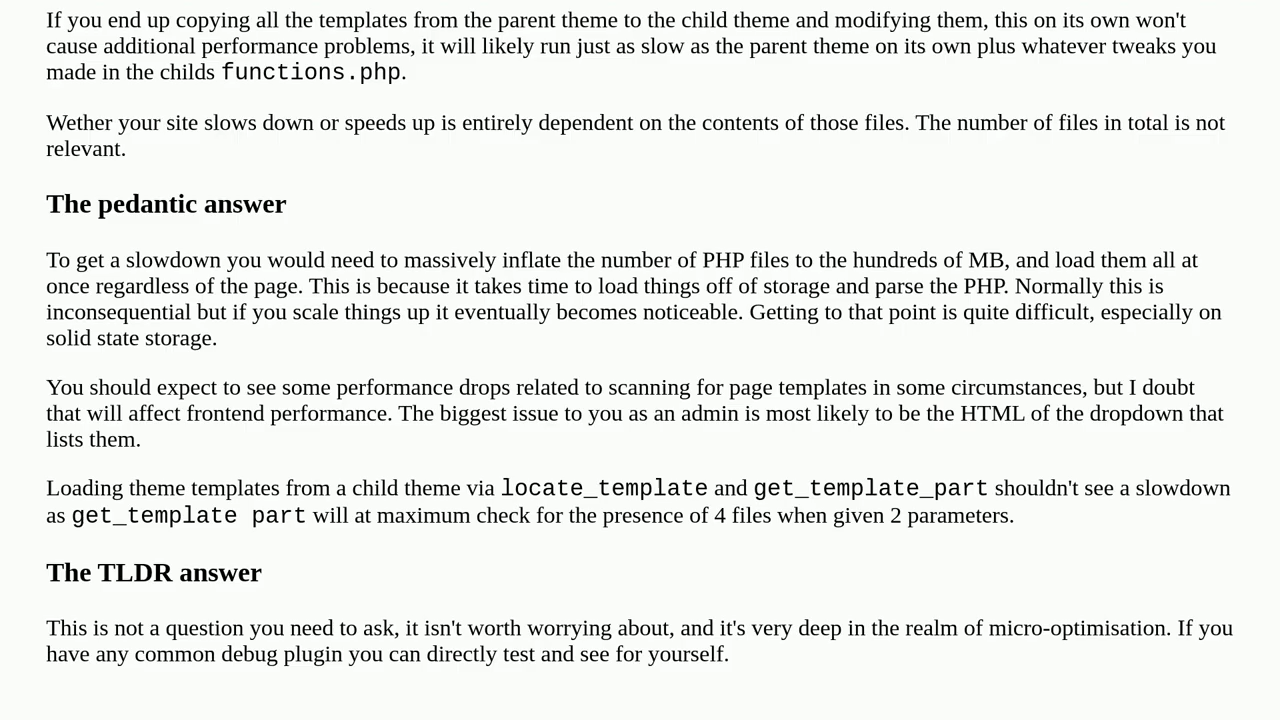 If you end up copying all the templates from the parent theme to the child theme and modifying them, this on its own won't
cause additional performance problems, it will likely run just as slow as the parent theme on its own plus whatever tweaks you
made in the childs functions.php.
Wether your site slows down or speeds up is entirely dependent on the contents of those files. The number of files in total is not
relevant.
The pedantic answer
To get a slowdown you would need to massively inflate the number of PHP files to the hundreds of MB, and load them all at
once regardless of the page. This is because it takes time to load things off of storage and parse the PHP. Normally this is
inconsequential but if you scale things up it eventually becomes noticeable. Getting to that point is quite difficult, especially on
solid state storage.
You should expect to see some performance drops related to scanning for page templates in some circumstances, but I doubt
that will affect frontend performance. The biggest issue to you as an admin is most likely to be the HTML of the dropdown that
lists them.
Loading theme templates from a child theme via locate_template and get_template_part shouldn't see a slowdown
as get_template part will at maximum check for the presence of 4 files when given 2 parameters.
The TLDR answer
This is not a question you need to ask, it isn't worth worrying about, and it's very deep in the realm of micro-optimisation. If you
have any common debug plugin you can directly test and see for yourself.